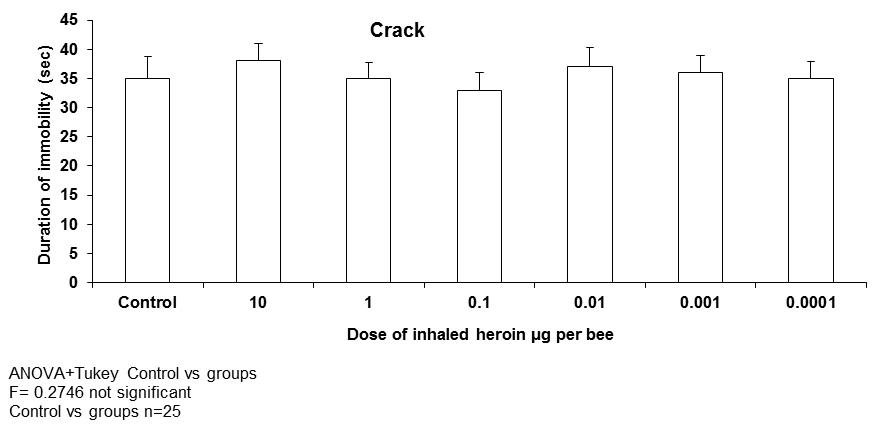 Crack
45
40
35
30
25
20
15
10
5
0
Duration of immobility (sec)
Control 10 1 0.1 0.01 0.001 0.0001
Dose of inhaled heroin µg per bee
ANOVA+Tukey Control vs groups
F= 0.2746 not significant
Control vs groups n=25